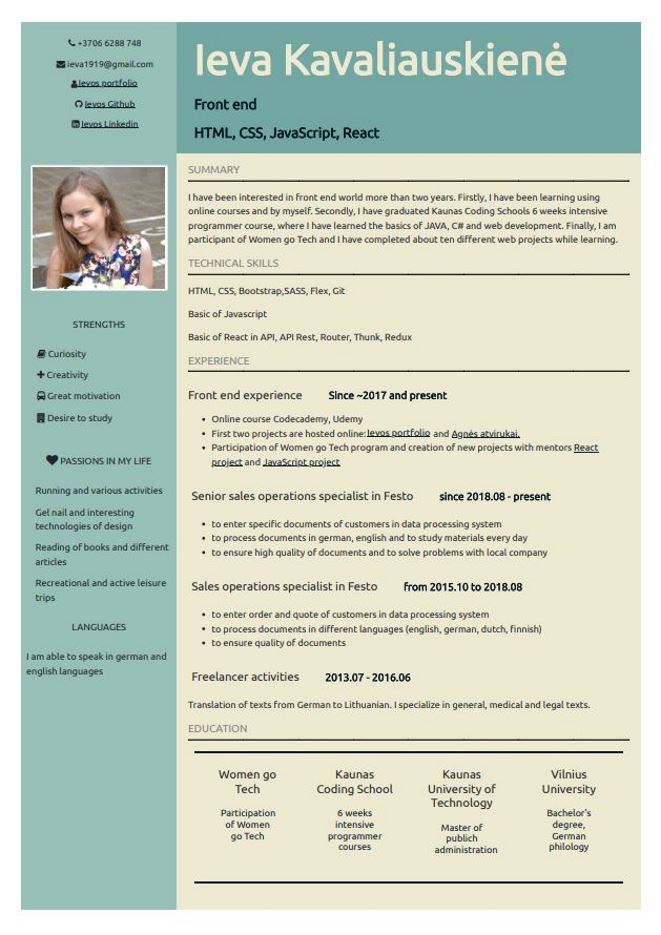 +3706 6288 748
ieva1919@gmail.com
Ievos portfolio
Ievos Github
Ievos Linkedin
STRENGTHS
Curiosity
Creativity
Great motivation
Desire to study
PASSIONS IN MY LIFE
Running and various activities
Gel nail and interesting
technologies of design
Reading of books and different
articles
Recreational and active leisure
trips
LANGUAGES
I am able to speak in german and
english languages
Ieva Kavaliauskienė
Front end
HTML, CSS, JavaScript, React
SUMMARY
I have been interested in front end world more than two years. Firstly, I have been learning using
online courses and by myself. Secondly, I have graduated Kaunas Coding Schools 6 weeks intensive
programmer course, where I have learned the basics of JAVA, C# and web development. Finally, I am
participant of Women go Tech and I have completed about ten different web projects while learning.
TECHNICAL SKILLS
HTML, CSS, Bootstrap,SASS, Flex, Git
Basic of Javascript
Basic of React in API, API Rest, Router, Thunk, Redux
EXPERIENCE
Front end experience Since ~2017 and present
• Online course Codecademy, Udemy
• First two projects are hosted online:Ievos portfolio and Agnės atvirukai.
• Participation of Women go Tech program and creation of new projects with mentors React
project and JavaScript project
Senior sales operations specialist in Festo since 2018.08 - present
• to enter specific documents of customers in data processing system
• to process documents in german, english and to study materials every day
• to ensure high quality of documents and to solve problems with local company
Sales operations specialist in Festo from 2015.10 to 2018.08
• to enter order and quote of customers in data processing system
• to process documents in different languages (english, german, dutch, finnish)
• to ensure quality of documents
Freelancer activities 2013.07 - 2016.06
Translation of texts from German to Lithuanian. I specialize in general, medical and legal texts.
EDUCATION
Women go
Tech
Participation
of Women
go Tech
Kaunas
Coding School
6 weeks
intensive
programmer
courses
Kaunas
University of
Technology
Master of
publich
administration
Vilnius
University
Bachelor's
degree,
German
philology